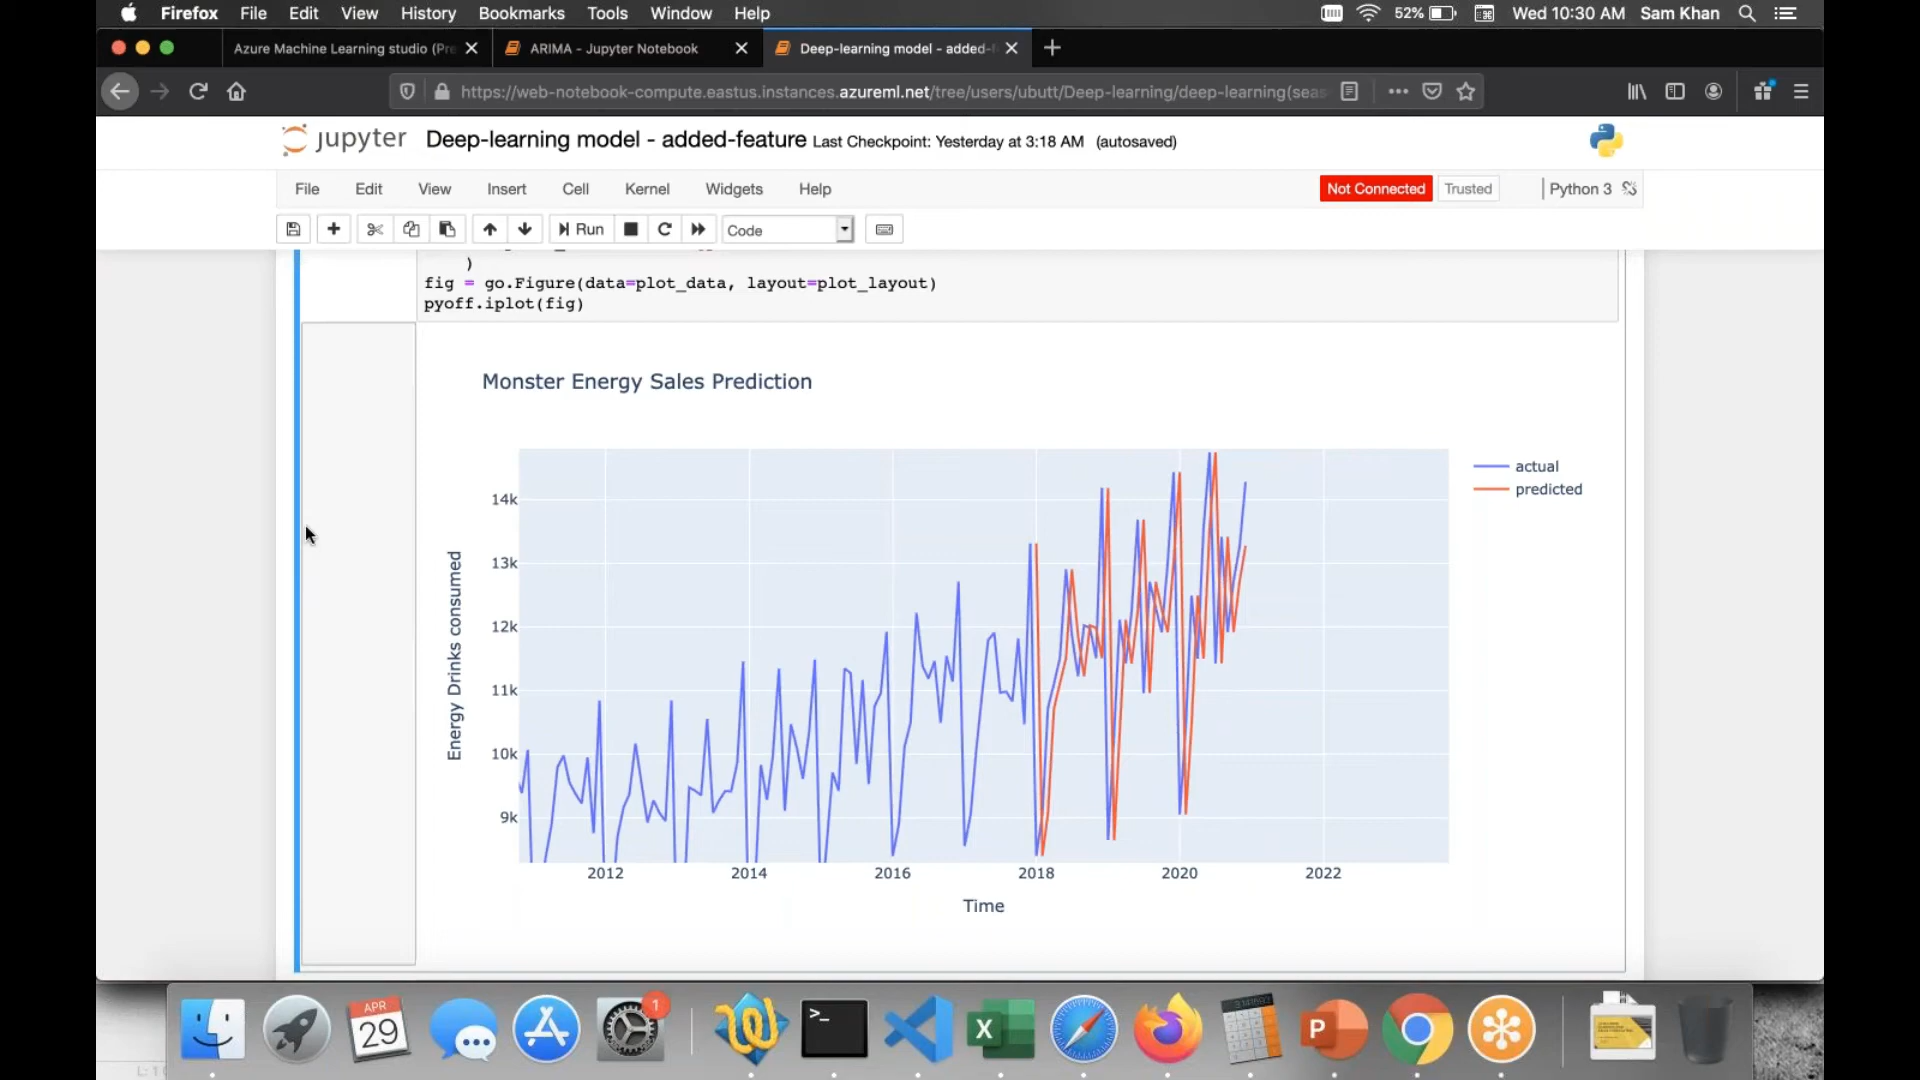 Firefox File Edit View History Bookmarks Tools Window Help 52% Wed 10:30 AM Sam Khan
Azure Machine Learning studio (Pre ARIMA - Jupyter Notebook Deep-learning model - added-f
https://web-notebook-compute.eastus.instances.azureml.net/tree/users/ubutt/Deep-learning/deep-learning(seas
jupyter Deep-learning model - added-feature Last Checkpoint: Yesterday at 3:18 AM (autosaved)
File Edit View Insert Cell Kernel Widgets Help Not Connected Trusted Python 3
Run Code
)
fig = go.Figure(data=plot_data, layout=plot_layout)
pyoff.iplot(fig)
Monster Energy Sales Prediction
actual
predicted
14k
13k
12k
11k
10k
9k
Energy Drinks consumed
2012 2014 2016 2018 2020 2022
Time
APR
29
1
>_
X
P